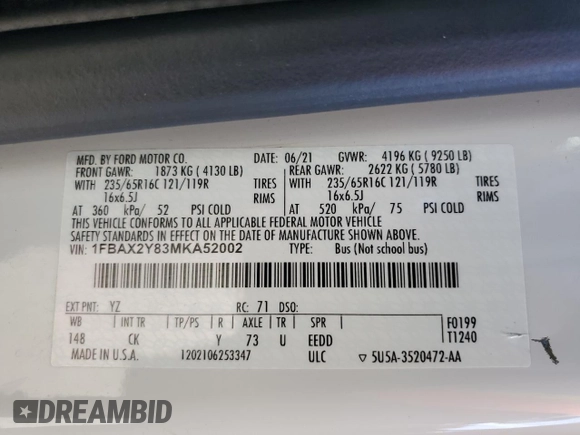 MFD. BY FORD MOTOR CO. DATE: 06/21 GVWR: 4196 KG ( 9250 LB)
FRONT GAWR: 1873 KG ( 4130 LB) REAR GAWR: 2622 KG ( 5780 LB)
WITH 235/65R16C 121/119R TIRES WITH 235/65R16C 121/119R TIRES
16x6.5J 16x6.5J
AT 360 kPa/ 52 PSI COLD AT 520 kPa/ 75 PSI COLD
THIS VEHICLE CONFORMS TO ALL APPLICABLE FEDERAL MOTOR VEHICLE
SAFETY STANDARDS IN EFFECT ON THE DATE OF MANUFACTURE SHOWN ABOVE.
VIN: 1FBAX2Y83MKA52002 TYPE: Bus (Not school bus)
EXT PNT: YZ RC: 71 DSO:
WB INT TR TP/PS R AXLE TR SPR F0199
148 CK Y 73 U EEDD T1240
MADE IN U.S.A. 1202106253347 ULC ▽ 5U5A-3520472-AA
DREAMBID